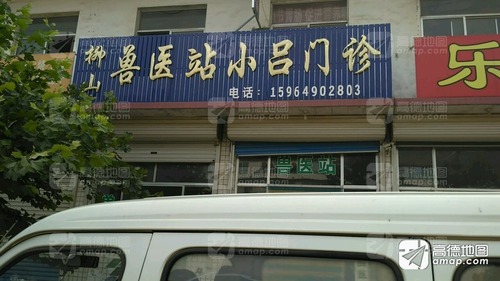 柳山兽医站小吕门诊
电话：15964902803
乐
兽医站
高德地图
amap.com